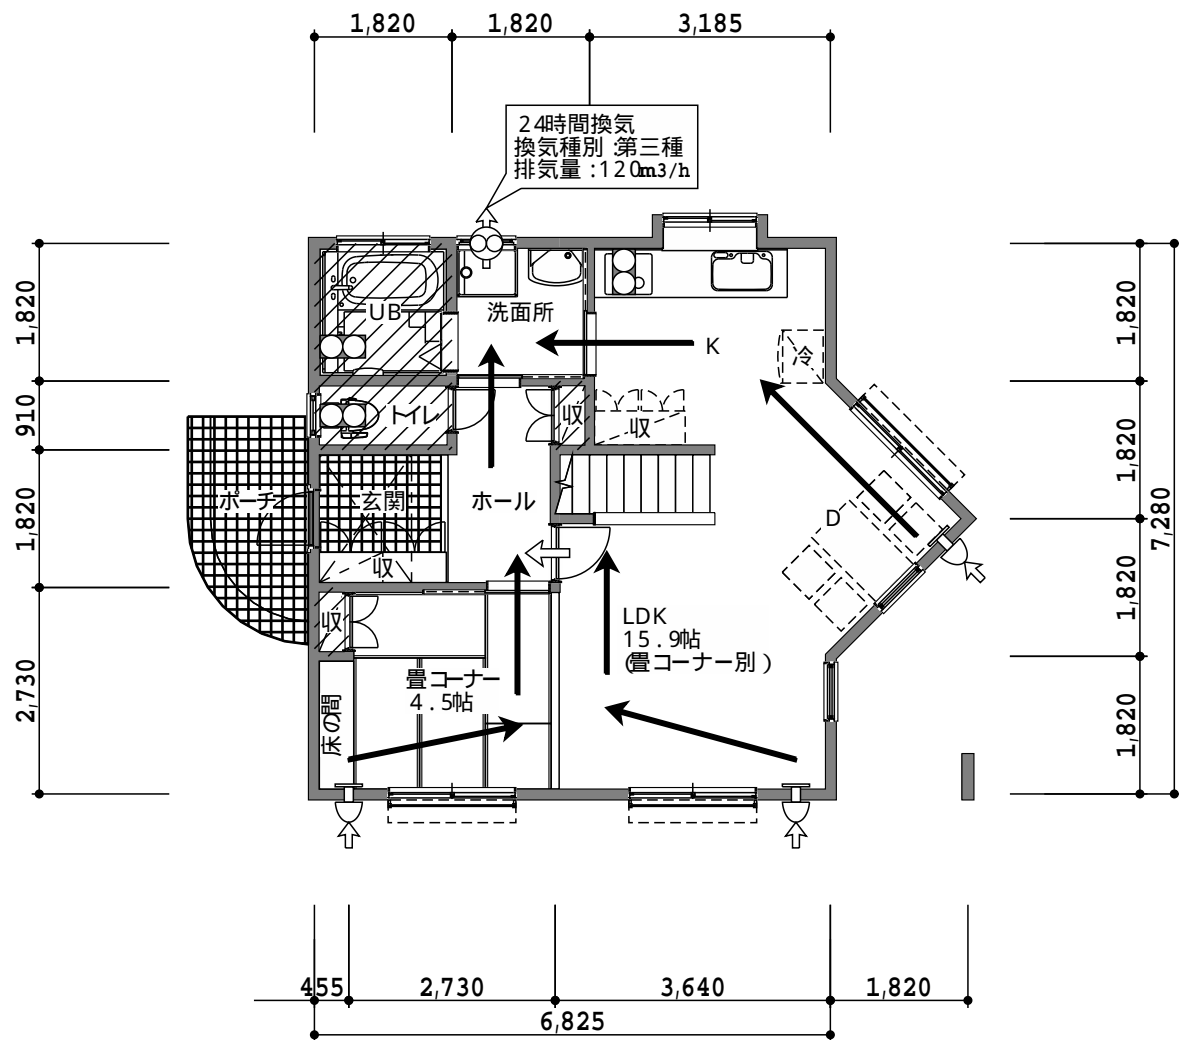 1,820
1,820
3,185
24時間換気
換気種別:第三種
排気量:120m3/h
1,820
910
1,820
2,730
UB
洗面所
K
冷
トイレ
収
収
ポーチ
玄関
ホール
D
収
収
LDK
15.9帖
(畳コーナー別)
畳コーナー
4.5帖
床の間
1,820
1,820
1,820
1,820
7,280
455
2,730
3,640
1,820
6,825